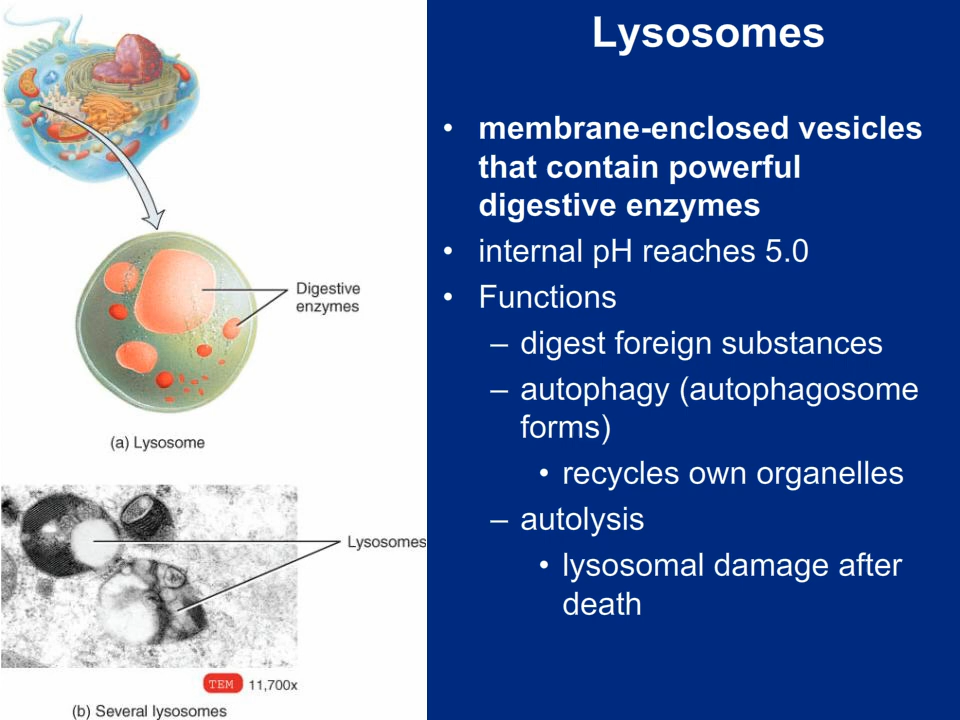 Lysosomes
• membrane-enclosed vesicles
that contain powerful
digestive enzymes
• internal pH reaches 5.0
• Functions
– digest foreign substances
– autophagy (autophagosome
forms)
• recycles own organelles
– autolysis
• lysosomal damage after
death
Digestive
enzymes
(a) Lysosome
Lysosomes
TEM 11,700x
(b) Several lysosomes